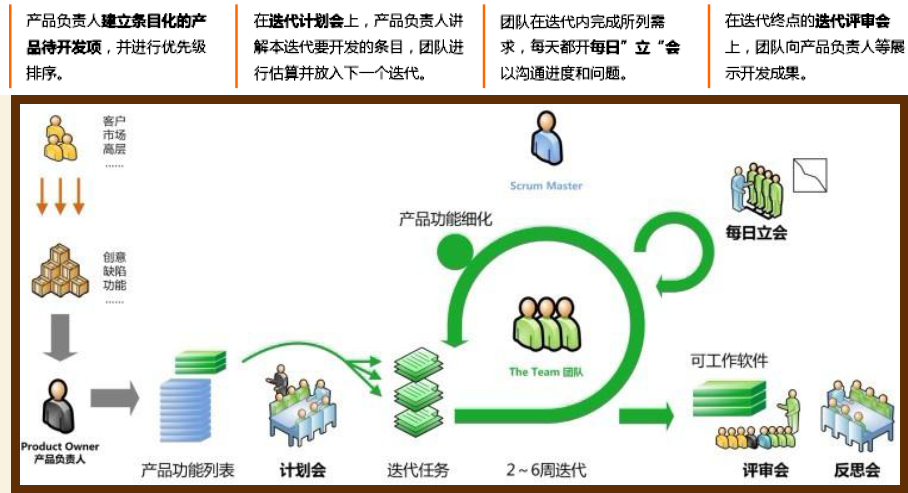 产品负责人建立条目化的产
品待开发项，并进行优先级
排序。
在迭代计划会上，产品负责人讲
解本迭代要开发的条目，团队进
行估算并放入下一个迭代。
团队在迭代内完成所列需
求，每天都开每日”立“会
以沟通进度和问题。
在迭代终点的迭代评审会
上，团队向产品负责人等展
示开发成果。
客户
市场
高层
......
Scrum Master
产品功能细化
每日立会
创意
缺陷
功能
......
The Team 团队
可工作软件
Product Owner
产品负责人
产品功能列表
计划会
迭代任务
2～6周迭代
评审会
反思会